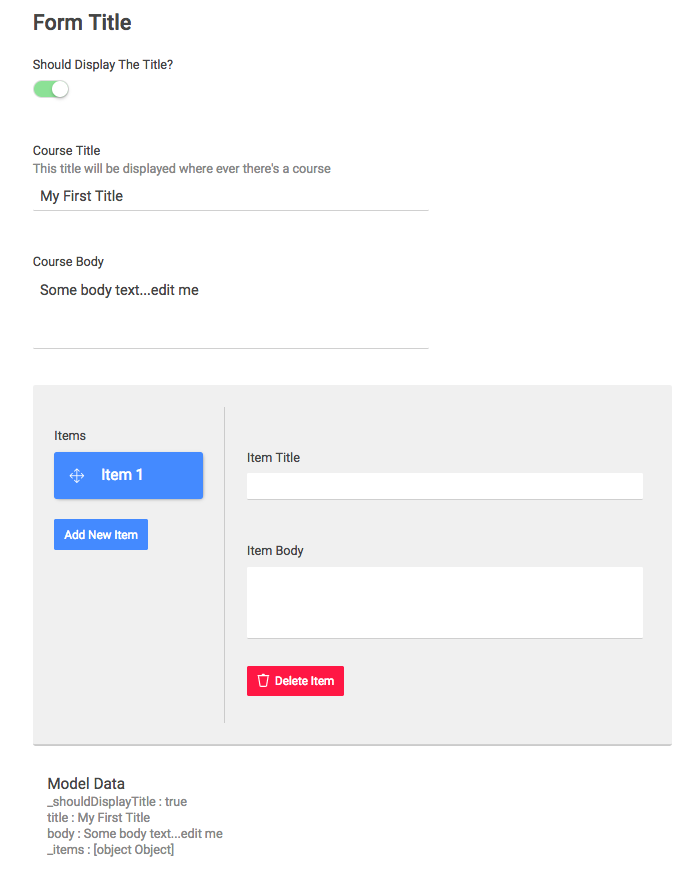 Form Title
Should Display The Title?
Course Title
This title will be displayed where ever there's a course
My First Title
Course Body
Some body text...edit me
Items
Item 1
Add New Item
Item Title
Item Body
Delete Item
Model Data
_shouldDisplayTitle : true
title : My First Title
body : Some body text...edit me
_items : [object Object]